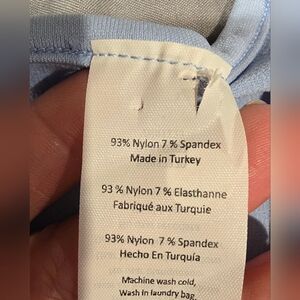 93% Nylon 7 % Spandex
Made in Turkey
93 % Nylon 7 % Elasthanne
Fabriqué aux Turquie
93% Nylon 7 % Spandex
Hecho En Turquía
Machine wash cold,
Wash in laundry bag,